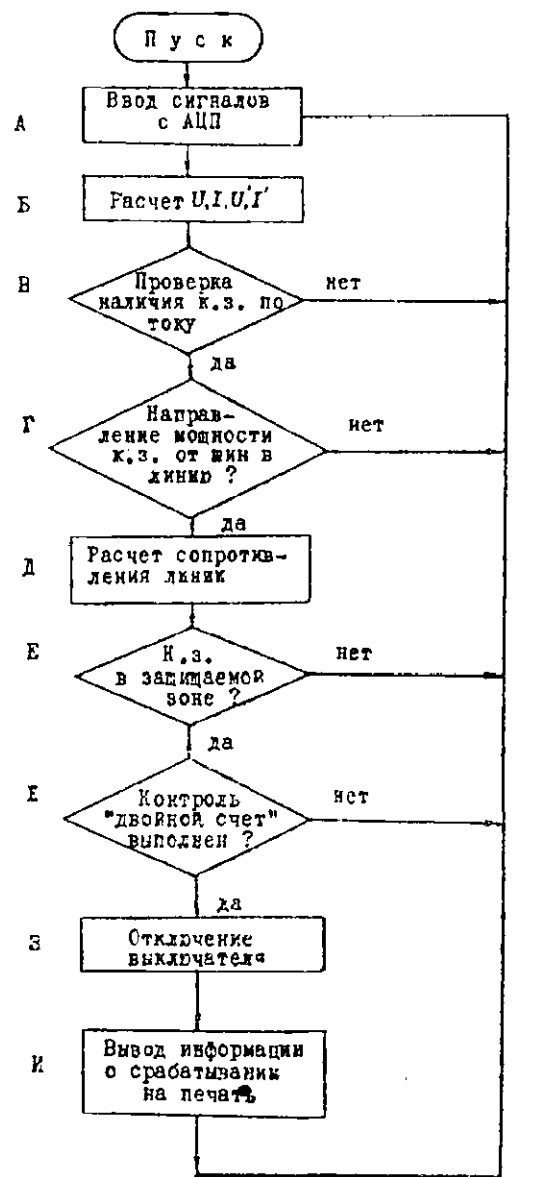 П у с к
Ввод сигналов
с АЦП
А
Расчет U,I,U',I'
Б
Проверка
наличия к.з. по
току
В
нет
да
Направ-
ление мощности
к.з. от шин в
линию ?
Г
нет
да
Расчет сопротив-
ления линии
Д
К.з.
в защищаемой
зоне ?
Е
нет
да
Контроль
"двойной счет"
выполнен ?
нет
да
Отключение
выключателя
З
Вывод информации
о срабатывании
на печать
И